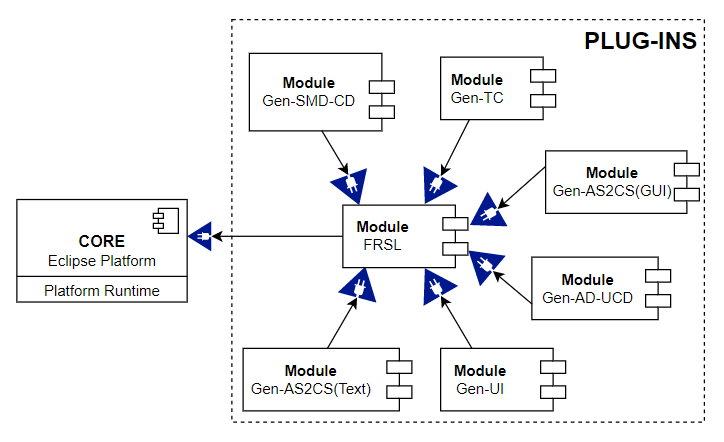 PLUG-INS
Module
Gen-SMD-CD
Module
Gen-TC
Module
Gen-AS2CS(GUI)
Module
FRSL
CORE
Eclipse Platform
Platform Runtime
Module
Gen-AD-UCD
Module
Gen-AS2CS(Text)
Module
Gen-UI